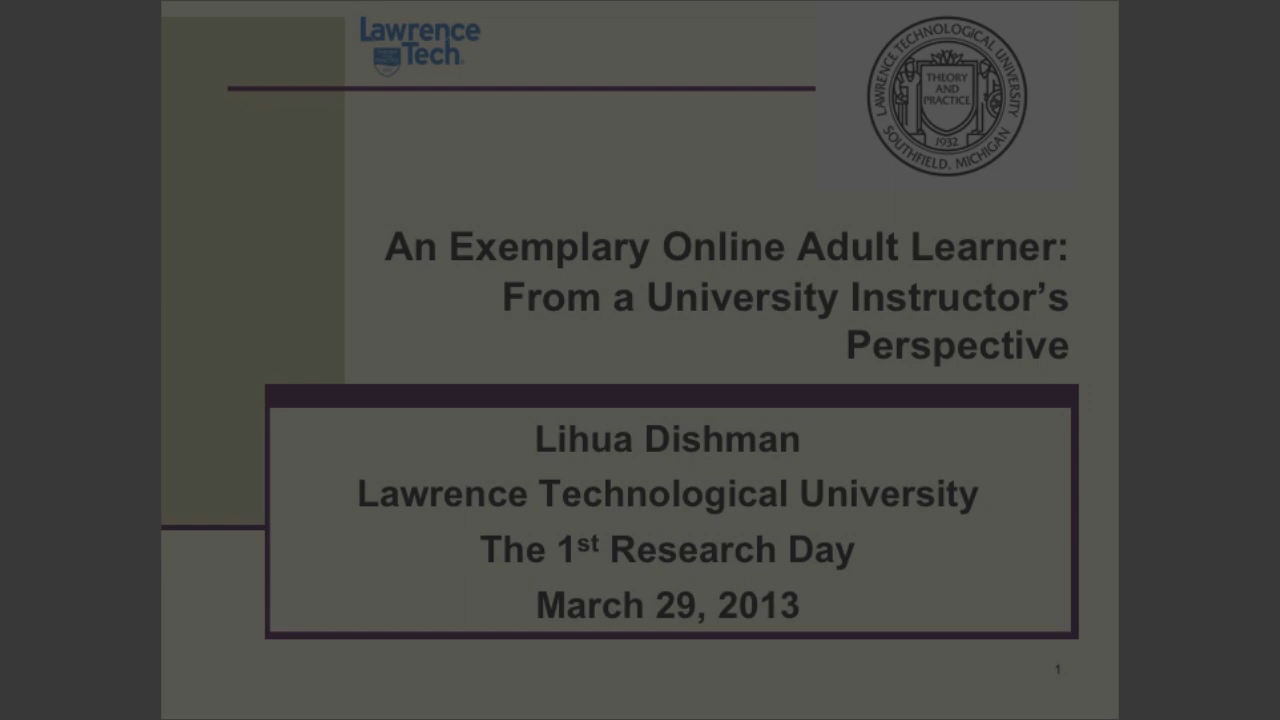 Lawrence
Tech
LAWRENCE TECHNOLOGICAL UNIVERSITY
THEORY
AND
PRACTICE
1932
SOUTHFIELD, MICHIGAN
An Exemplary Online Adult Learner:
From a University Instructor’s
Perspective
Lihua Dishman
Lawrence Technological University
The 1st Research Day
March 29, 2013
1